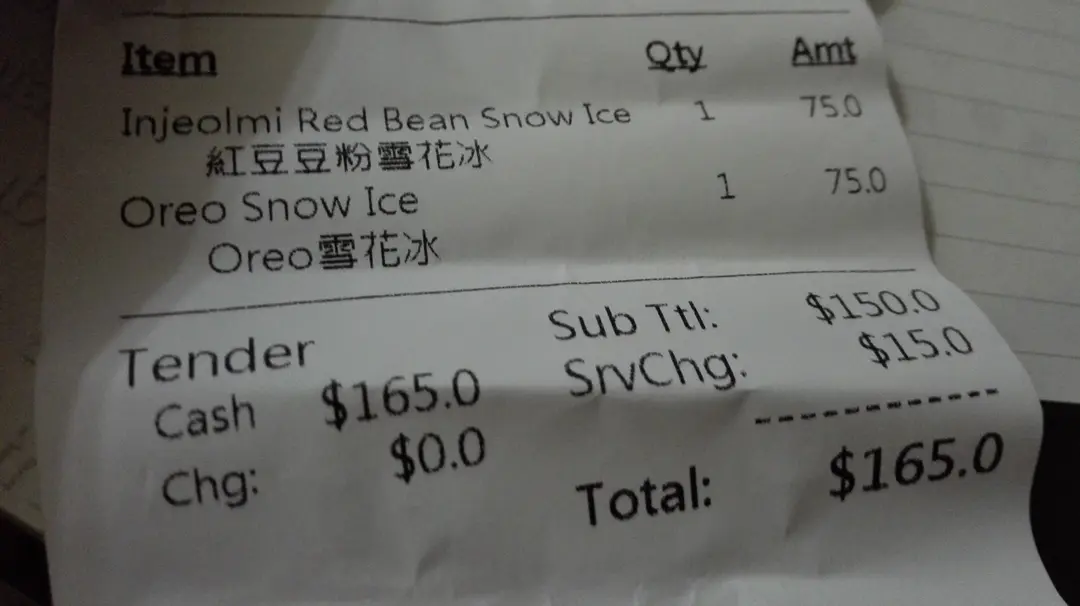 Item Qty Amt
Injeolmi Red Bean Snow Ice 1 75.0
紅豆豆粉雪花冰
Oreo Snow Ice 1 75.0
Oreo雪花冰
Sub Ttl: $150.0
Tender SrvChg: $15.0
Cash $165.0
Chg: $0.0
Total: $165.0